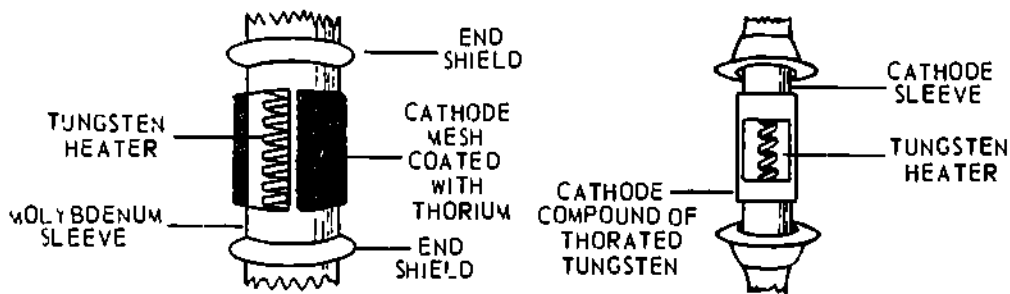 END
SHIELD
TUNGSTEN
HEATER
CATHODE
MESH
COATED
WITH
THORIUM
MOLYBDENUM
SLEEVE
END
SHIELD
CATHODE
SLEEVE
TUNGSTEN
HEATER
CATHODE
COMPOUND OF
THORATED
TUNGSTEN